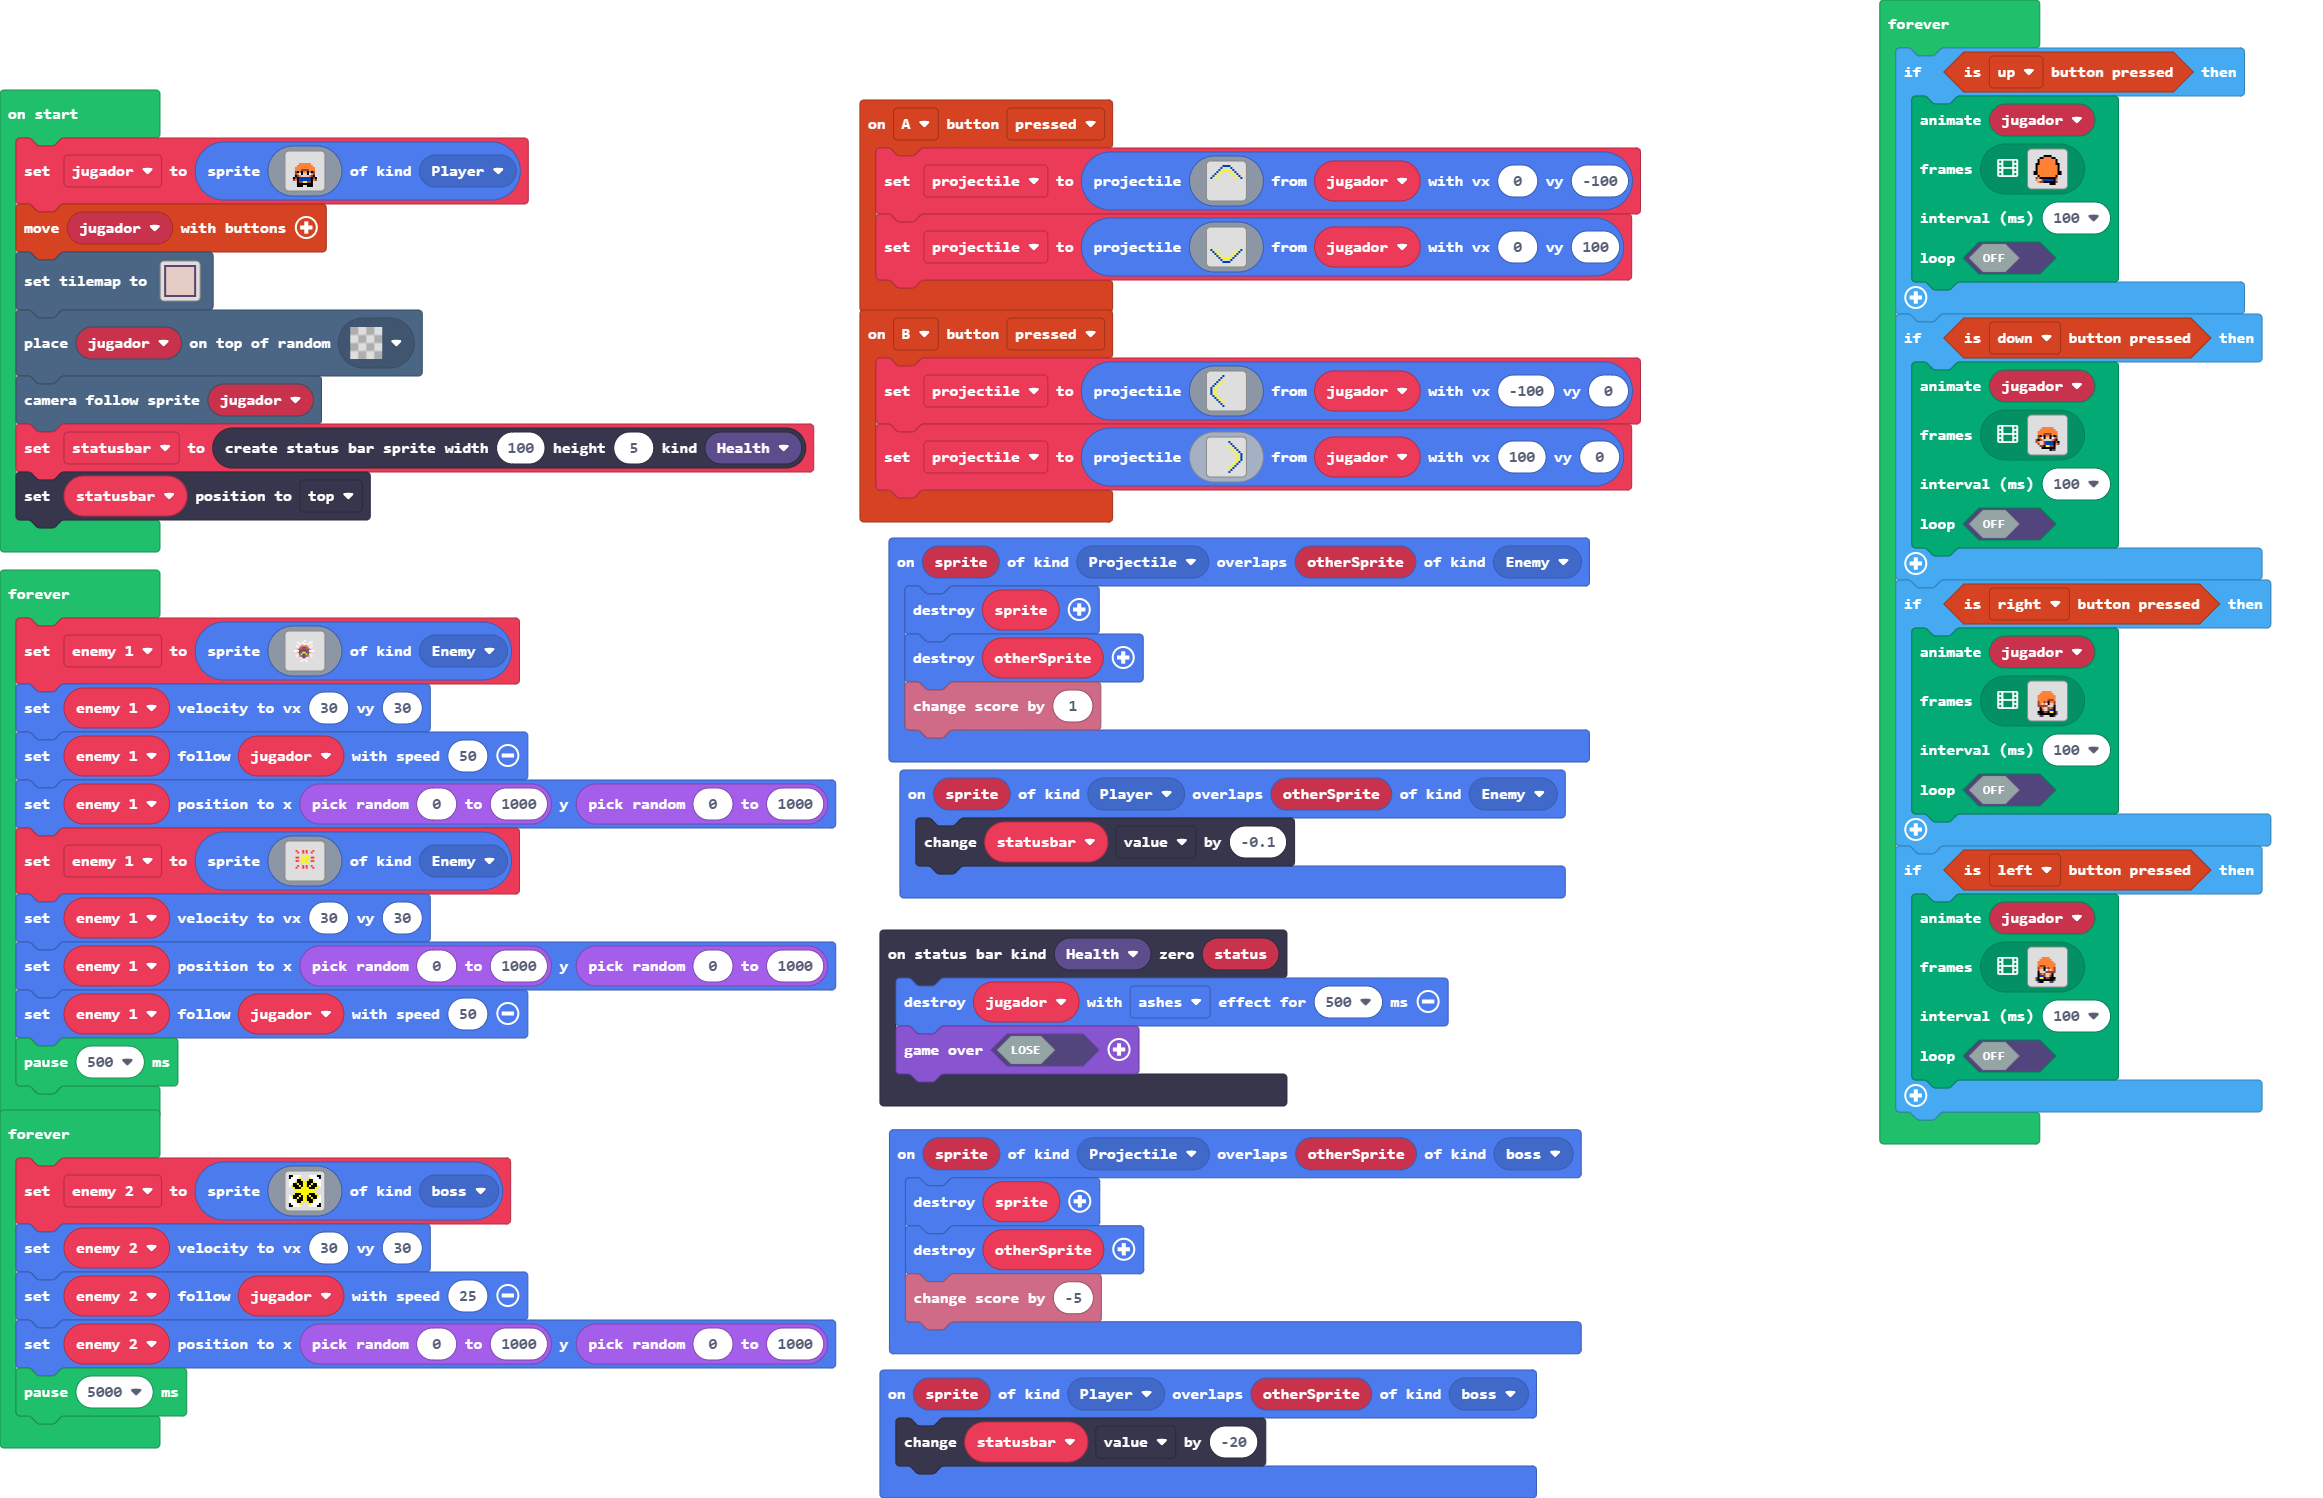 on start
set jugador to sprite of kind Player
move jugador with buttons
set tilemap to
place jugador on top of random
camera follow sprite jugador
set statusbar to create status bar sprite width 100 height 5 kind Health
set statusbar position to top
forever
set enemy 1 to sprite of kind Enemy
set enemy 1 velocity to vx 30 vy 30
set enemy 1 follow jugador with speed 50
set enemy 1 position to x pick random 0 to 1000 y pick random 0 to 1000
set enemy 1 to sprite of kind Enemy
set enemy 1 velocity to vx 30 vy 30
set enemy 1 position to x pick random 0 to 1000 y pick random 0 to 1000
set enemy 1 follow jugador with speed 50
pause 500 ms
forever
set enemy 2 to sprite of kind boss
set enemy 2 velocity to vx 30 vy 30
set enemy 2 follow jugador with speed 25
set enemy 2 position to x pick random 0 to 1000 y pick random 0 to 1000
pause 5000 ms
on A button pressed
set projectile to projectile from jugador with vx 0 vy -100
set projectile to projectile from jugador with vx 0 vy 100
on B button pressed
set projectile to projectile from jugador with vx -100 vy 0
set projectile to projectile from jugador with vx 100 vy 0
on sprite of kind Projectile overlaps otherSprite of kind Enemy
destroy sprite
destroy otherSprite
change score by 1
on sprite of kind Player overlaps otherSprite of kind Enemy
change statusbar value by -0.1
on status bar kind Health zero status
destroy jugador with ashes effect for 500 ms
game over LOSE
on sprite of kind Projectile overlaps otherSprite of kind boss
destroy sprite
destroy otherSprite
change score by -5
on sprite of kind Player overlaps otherSprite of kind boss
change statusbar value by -20
forever
if is up button pressed then
animate jugador
frames
interval (ms) 100
loop OFF
if is down button pressed then
animate jugador
frames
interval (ms) 100
loop OFF
if is right button pressed then
animate jugador
frames
interval (ms) 100
loop OFF
if is left button pressed then
animate jugador
frames
interval (ms) 100
loop OFF